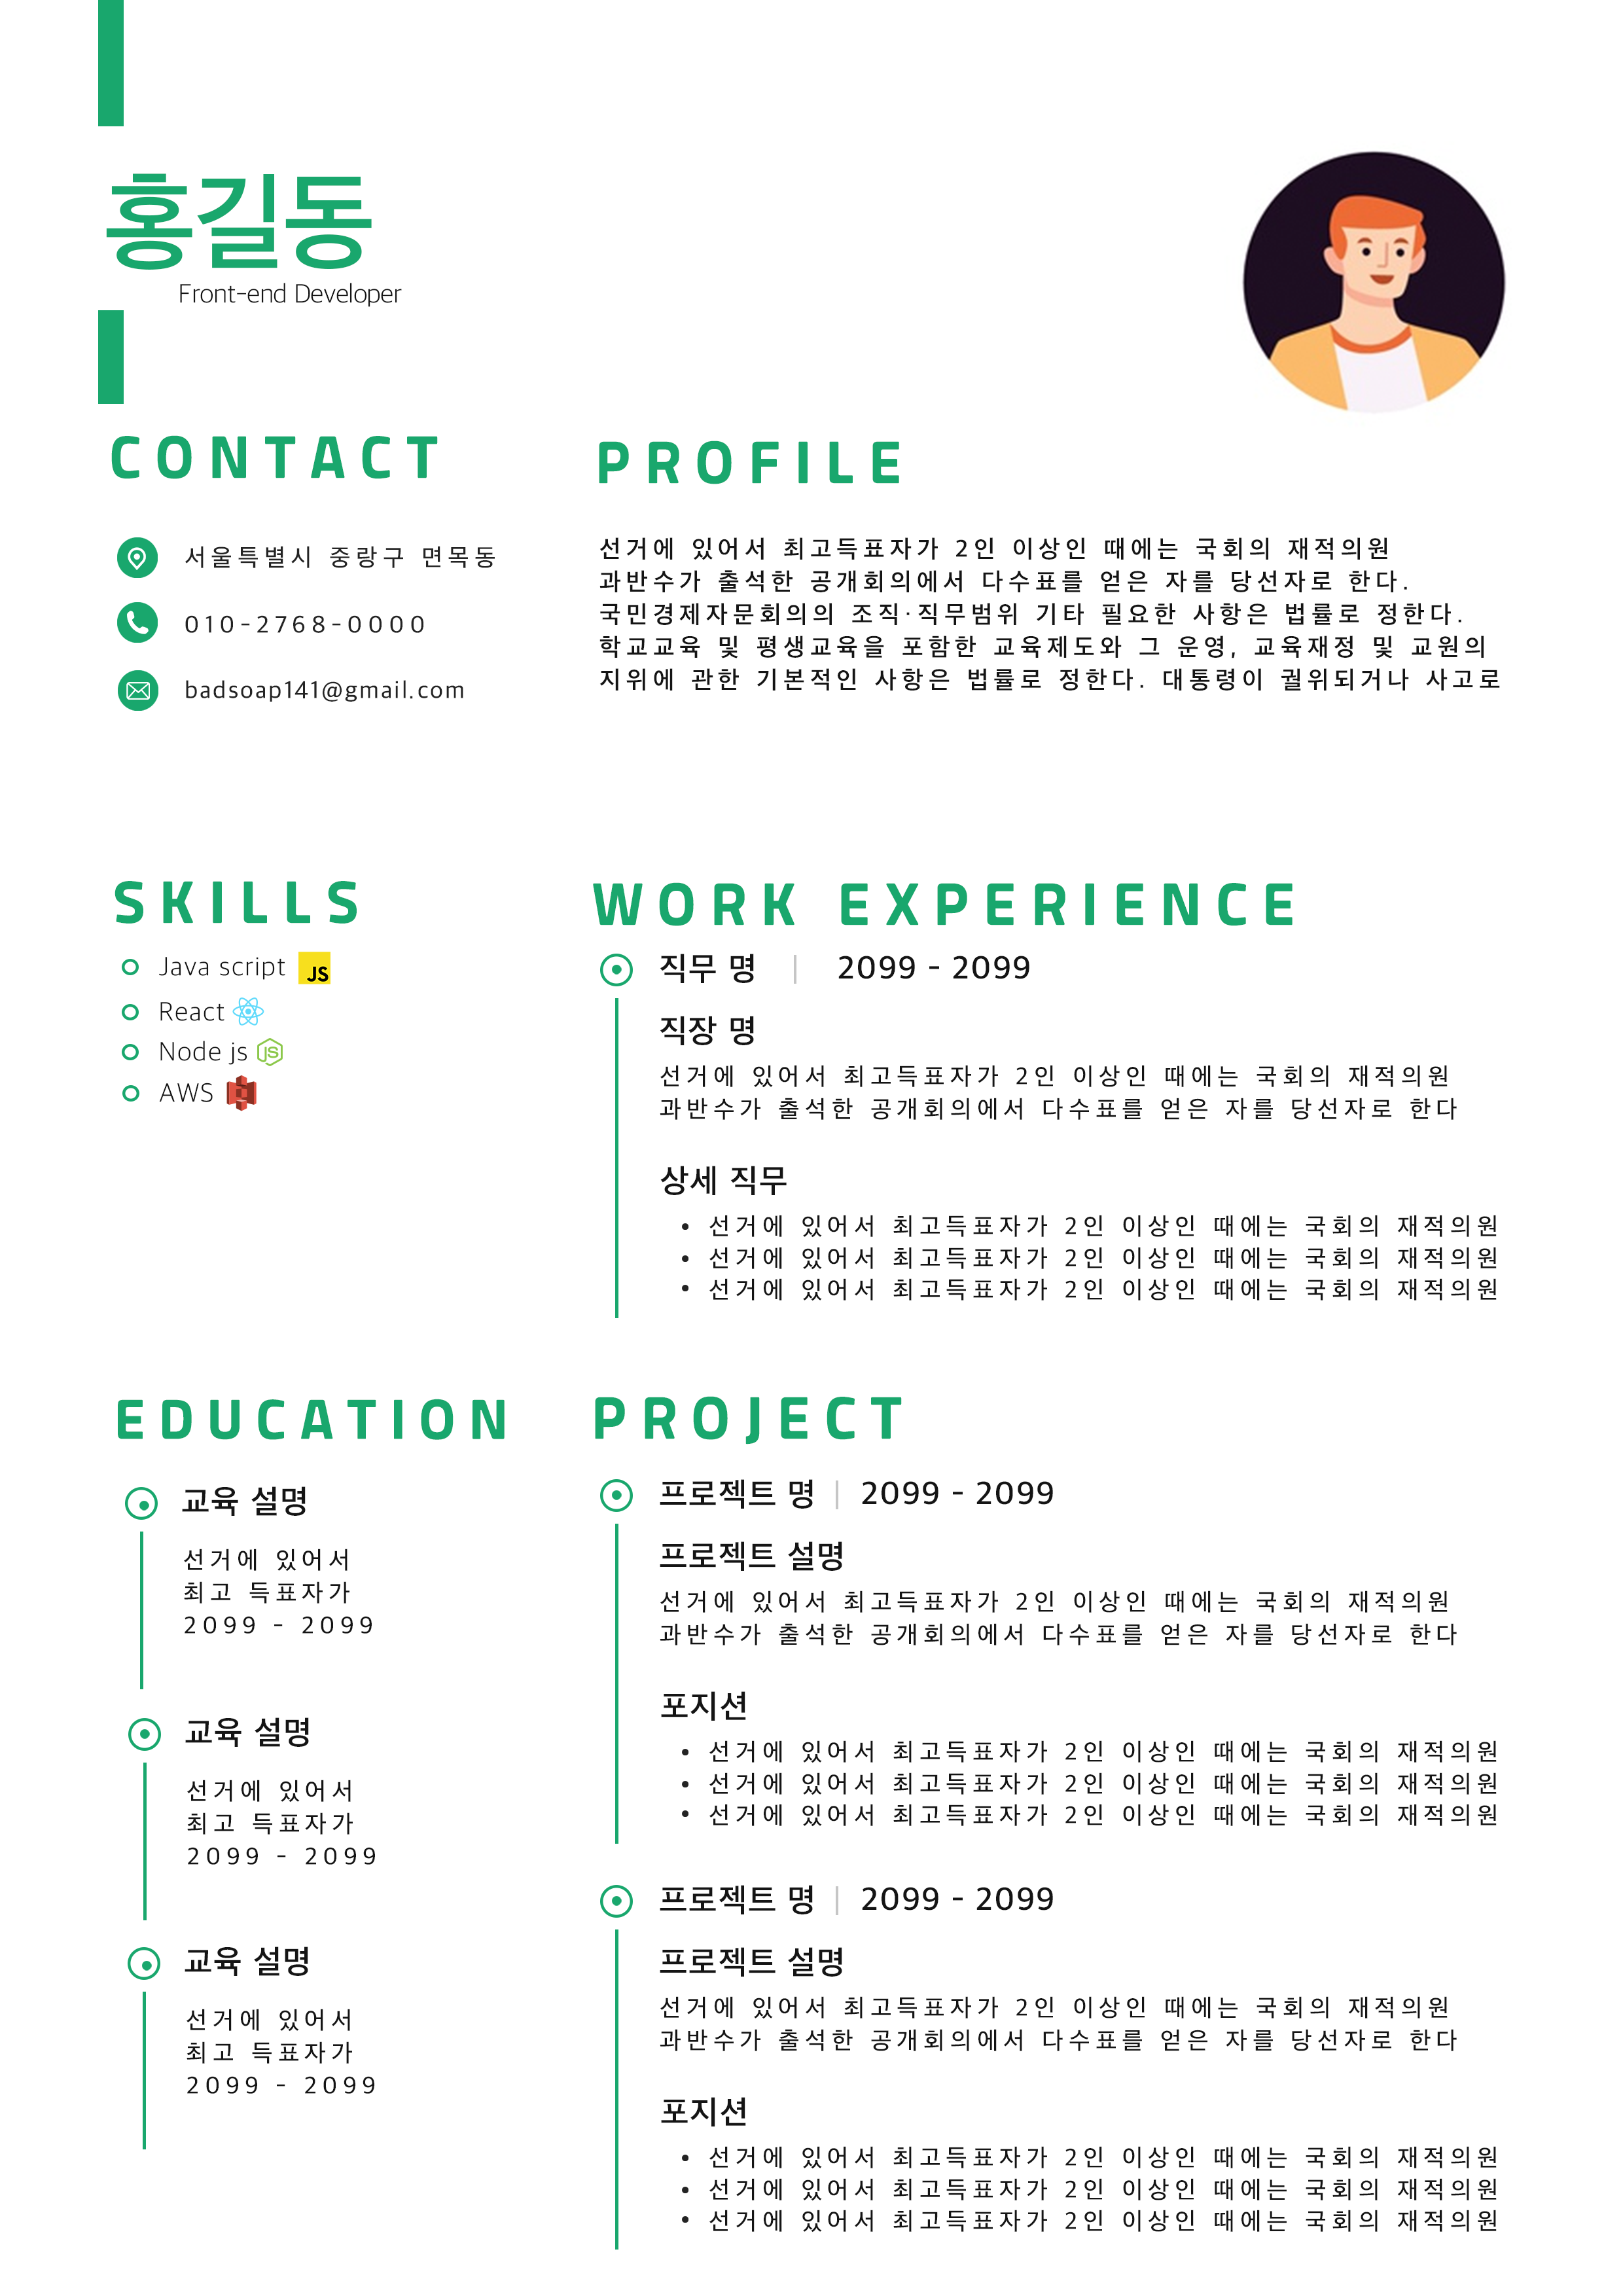 홍길동
Front-end Developer
CONTACT
서울특별시 중랑구 면목동
010-2768-0000
badsoap141@gmail.com
PROFILE
선거에 있어서 최고득표자가 2인 이상인 때에는 국회의 재적의원
과반수가 출석한 공개회의에서 다수표를 얻은 자를 당선자로 한다.
국민경제자문회의의 조직·직무범위 기타 필요한 사항은 법률로 정한다.
학교교육 및 평생교육을 포함한 교육제도와 그 운영, 교육재정 및 교원의
지위에 관한 기본적인 사항은 법률로 정한다. 대통령이 궐위되거나 사고로
SKILLS
Java script JS
React
Node js JS
AWS
WORK EXPERIENCE
직무 명 | 2099 - 2099
직장 명
선거에 있어서 최고득표자가 2인 이상인 때에는 국회의 재적의원
과반수가 출석한 공개회의에서 다수표를 얻은 자를 당선자로 한다
상세 직무
• 선거에 있어서 최고득표자가 2인 이상인 때에는 국회의 재적의원
• 선거에 있어서 최고득표자가 2인 이상인 때에는 국회의 재적의원
• 선거에 있어서 최고득표자가 2인 이상인 때에는 국회의 재적의원
EDUCATION
교육 설명
선거에 있어서
최고 득표자가
2099 - 2099
교육 설명
선거에 있어서
최고 득표자가
2099 - 2099
교육 설명
선거에 있어서
최고 득표자가
2099 - 2099
PROJECT
프로젝트 명 | 2099 - 2099
프로젝트 설명
선거에 있어서 최고득표자가 2인 이상인 때에는 국회의 재적의원
과반수가 출석한 공개회의에서 다수표를 얻은 자를 당선자로 한다
포지션
• 선거에 있어서 최고득표자가 2인 이상인 때에는 국회의 재적의원
• 선거에 있어서 최고득표자가 2인 이상인 때에는 국회의 재적의원
• 선거에 있어서 최고득표자가 2인 이상인 때에는 국회의 재적의원
프로젝트 명 | 2099 - 2099
프로젝트 설명
선거에 있어서 최고득표자가 2인 이상인 때에는 국회의 재적의원
과반수가 출석한 공개회의에서 다수표를 얻은 자를 당선자로 한다
포지션
• 선거에 있어서 최고득표자가 2인 이상인 때에는 국회의 재적의원
• 선거에 있어서 최고득표자가 2인 이상인 때에는 국회의 재적의원
• 선거에 있어서 최고득표자가 2인 이상인 때에는 국회의 재적의원